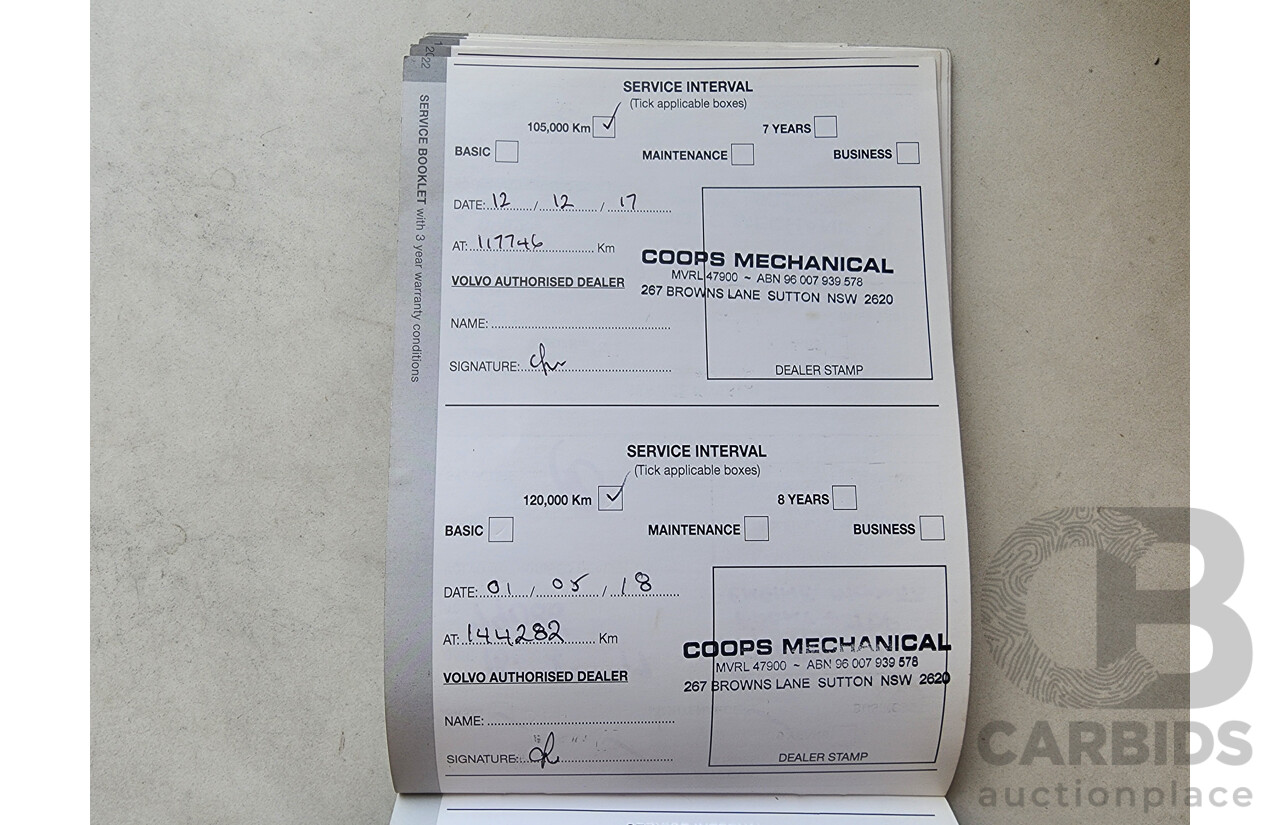 2022
SERVICE BOOKLET with 3 year warranty conditions
SERVICE INTERVAL
(Tick applicable boxes)
105,000 Km
7 YEARS
BASIC
MAINTENANCE
BUSINESS
DATE: 12 / 12 / 17
AT: 117746 Km
VOLVO AUTHORISED DEALER
COOPS MECHANICAL
MVRL 47900 ~ ABN 96 007 939 578
267 BROWNS LANE SUTTON NSW 2620
NAME:
SIGNATURE:
DEALER STAMP
SERVICE INTERVAL
(Tick applicable boxes)
120,000 Km
8 YEARS
BASIC
MAINTENANCE
BUSINESS
DATE: 01 / 05 / 18
AT: 144282 Km
VOLVO AUTHORISED DEALER
COOPS MECHANICAL
MVRL 47900 ~ ABN 96 007 939 578
267 BROWNS LANE SUTTON NSW 2620
NAME:
SIGNATURE:
DEALER STAMP
CB
CARBIDS
auctionplace